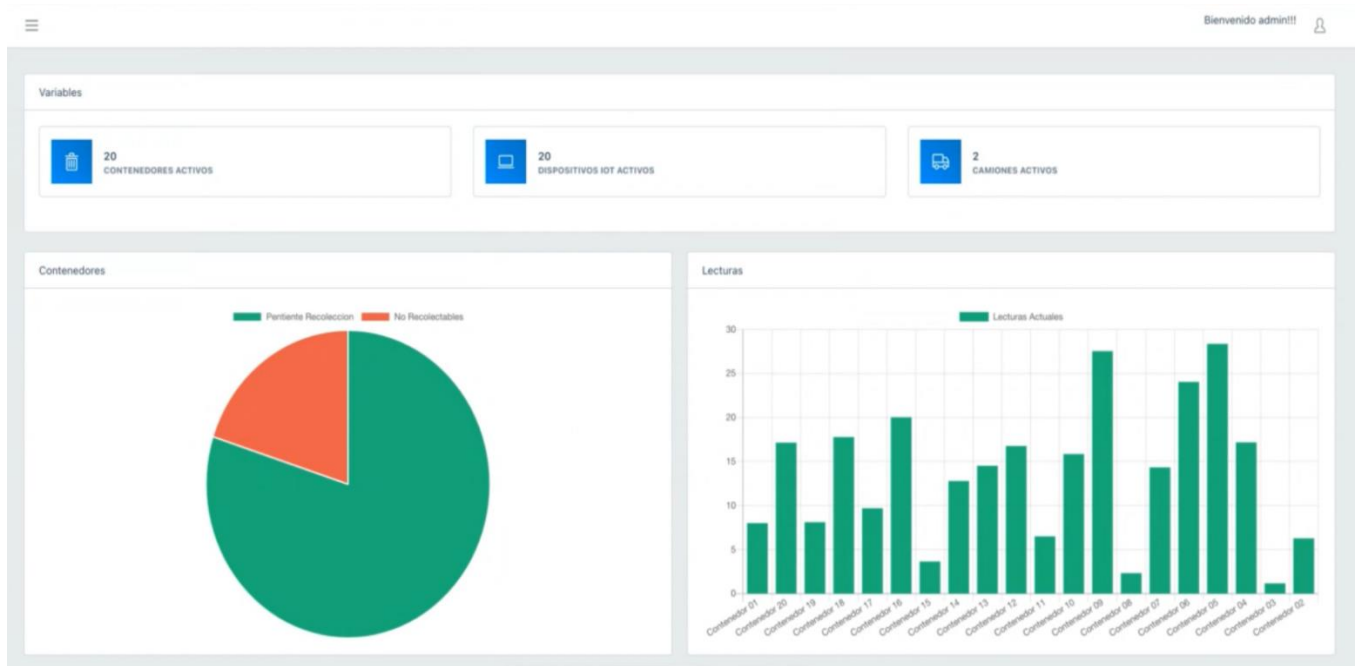 Bienvenido admin!!!
Variables
20
CONTENEDORES ACTIVOS
20
DISPOSITIVOS IOT ACTIVOS
2
CAMIONES ACTIVOS
Contenedores
Pentiente Recoleccion No Recolectables
Lecturas
Lecturas Actuales
30
25
20
15
10
5
0
Contenedor 01
Contenedor 20
Contenedor 19
Contenedor 18
Contenedor 17
Contenedor 16
Contenedor 15
Contenedor 14
Contenedor 13
Contenedor 12
Contenedor 11
Contenedor 10
Contenedor 09
Contenedor 08
Contenedor 07
Contenedor 06
Contenedor 05
Contenedor 04
Contenedor 03
Contenedor 02